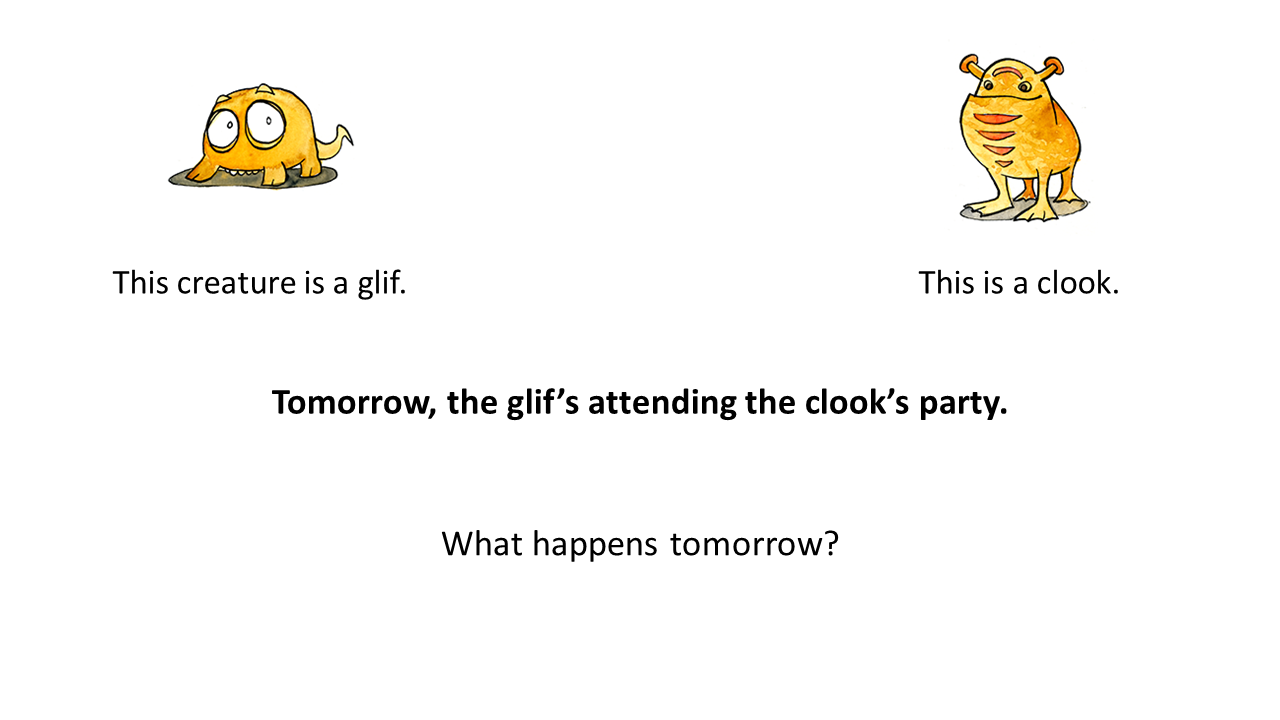 This creature is a glif.
This is a clook.
Tomorrow, the glif’s attending the clook’s party.
What happens tomorrow?